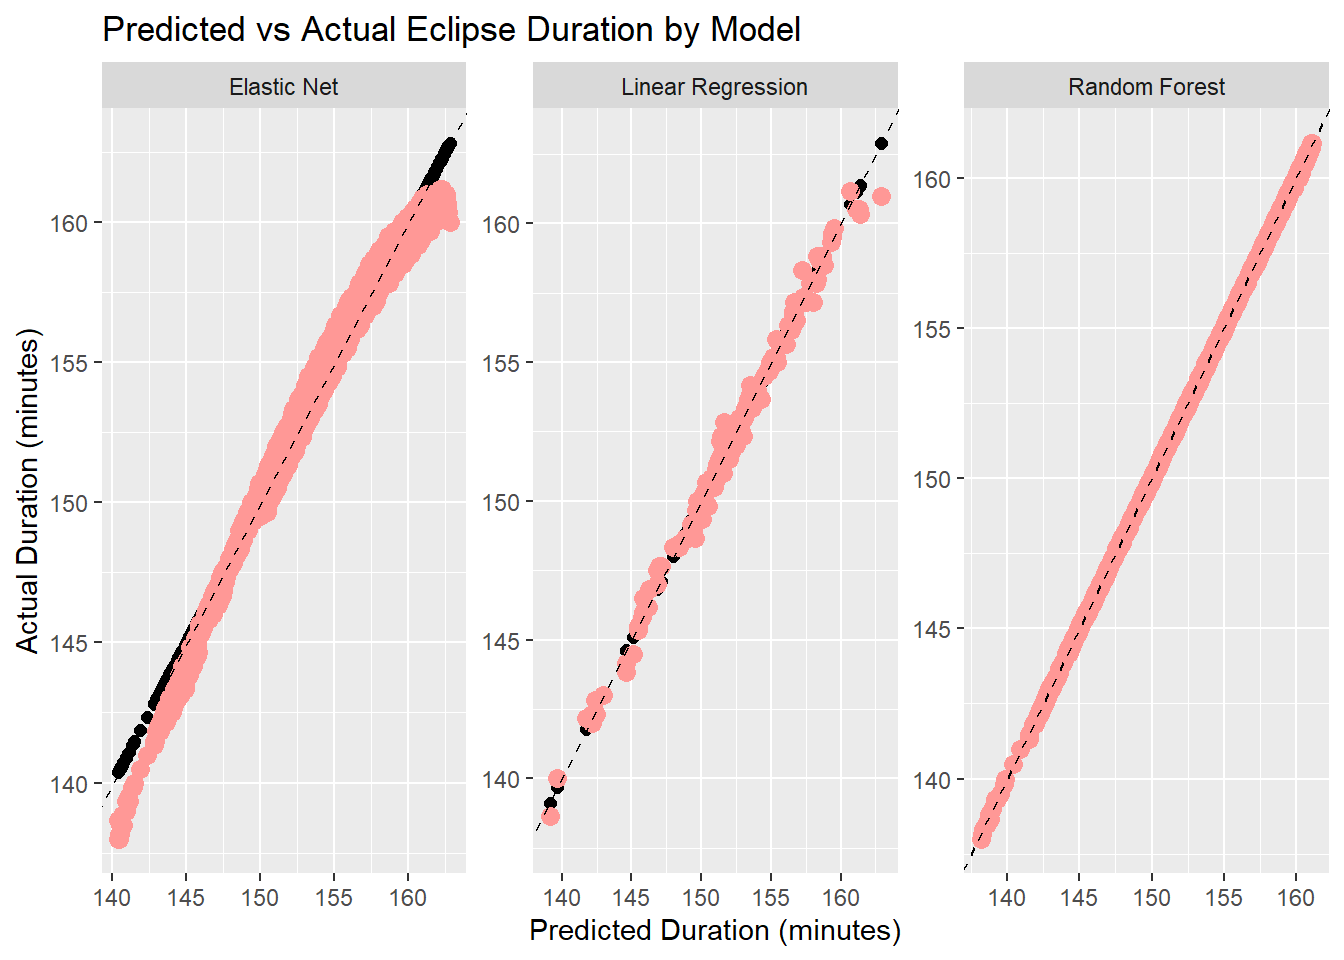 Predicted vs Actual Eclipse Duration by Model
Elastic Net
Linear Regression
Random Forest
Actual Duration (minutes)
160
155
150
145
140
140 145 150 155 160
160
155
150
145
140
140 145 150 155 160
160
155
150
145
140
140 145 150 155 160
Predicted Duration (minutes)